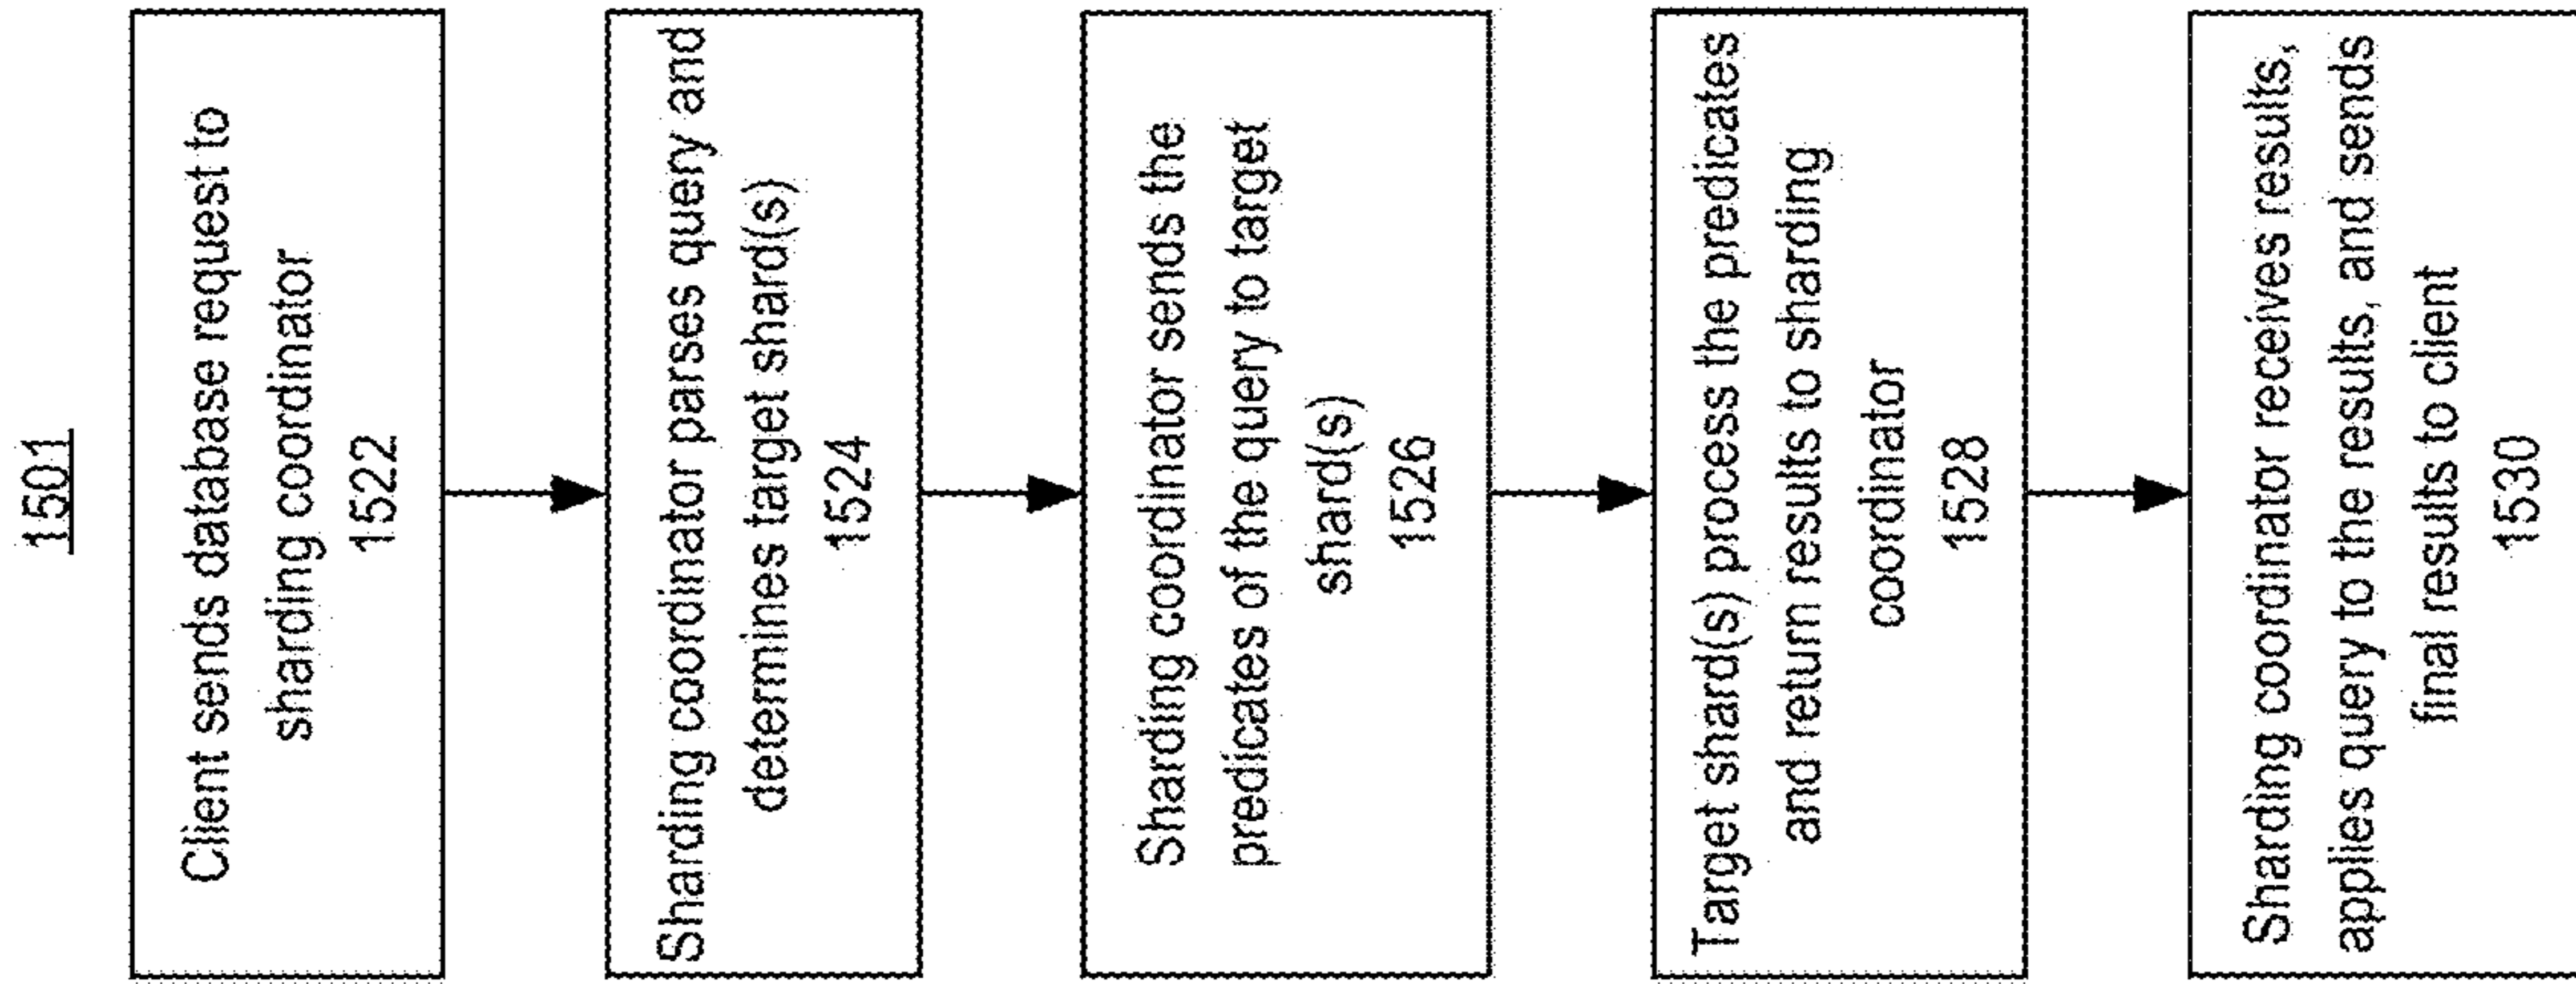 1501
Client sends database request to
sharding coordinator
1522
Sharding coordinator parses query and
determines target shard(s)
1524
Sharding coordinator sends the
predicates of the query to target
shard(s)
1526
Target shard(s) process the predicates
and return results to sharding
coordinator
1528
Sharding coordinator receives results,
applies query to the results, and sends
final results to client
1530